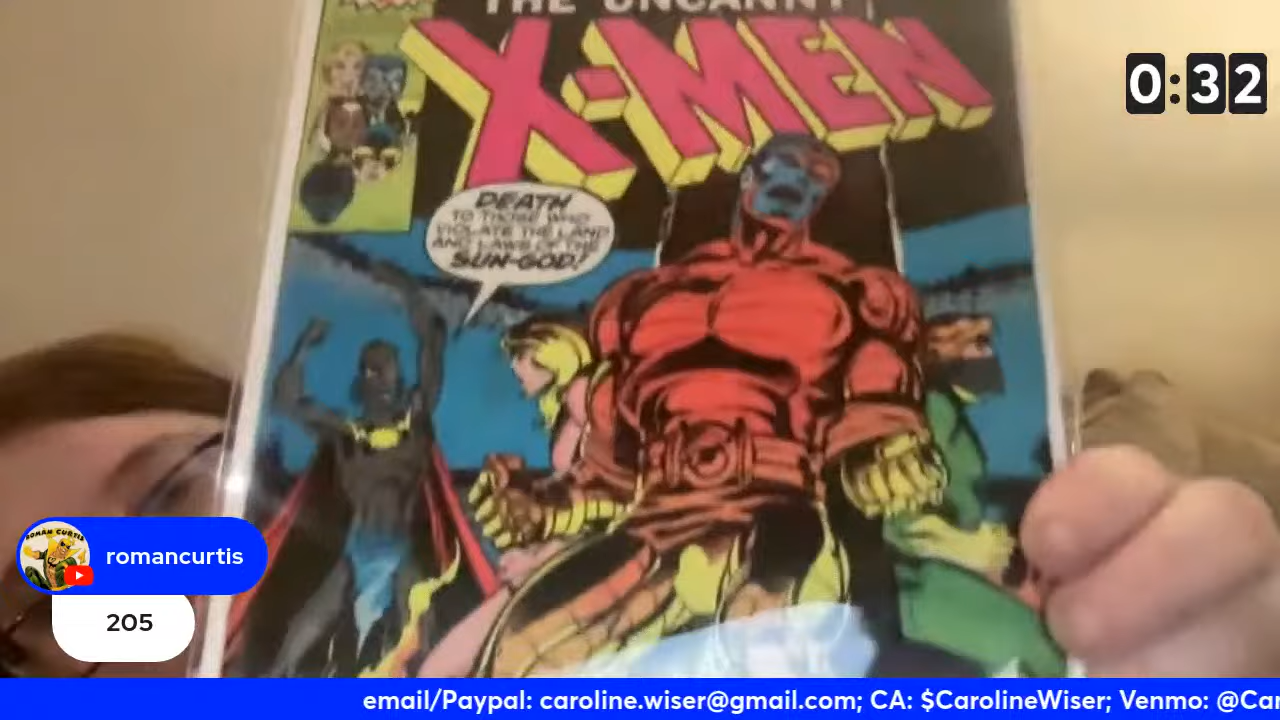 THE UNCANNY
X-MEN
0:32
DEATH
TO THOSE WHO
VIOLATE THE LAND
AND LAWS OF THE
SUN-GOD!
romancurtis
205
email/Paypal: caroline.wiser@gmail.com; CA: $CarolineWiser; Venmo: @Car